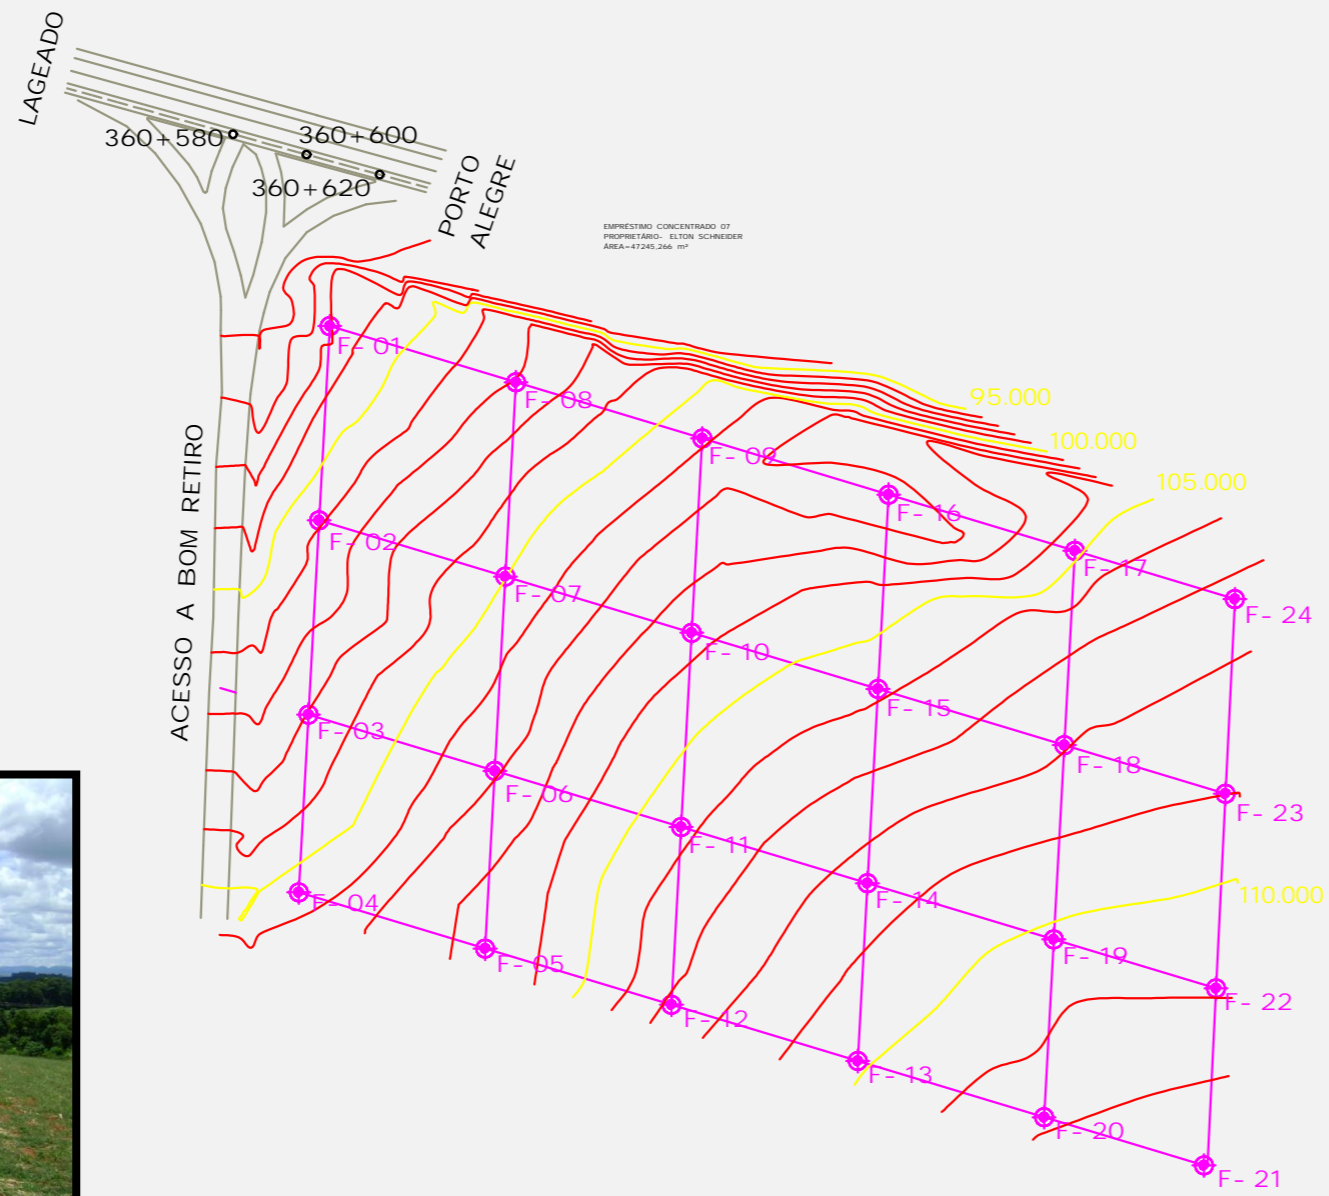 LAGEADO
360+580
360+600
360+620
PORTO
ALEGRE
EMPRÉSTIMO CONCENTRADO 07
PROPRIETÁRIO- ELTON SCHNEIDER
ÁREA=47245,266 m²
ACESSO A BOM RETIRO
F-01
F-08
F-09
F-16
F-17
F-24
95.000
100.000
105.000
F-02
F-07
F-10
F-15
F-18
F-23
F-03
F-06
F-11
F-14
F-19
F-22
110.000
F-04
F-05
F-12
F-13
F-20
F-21